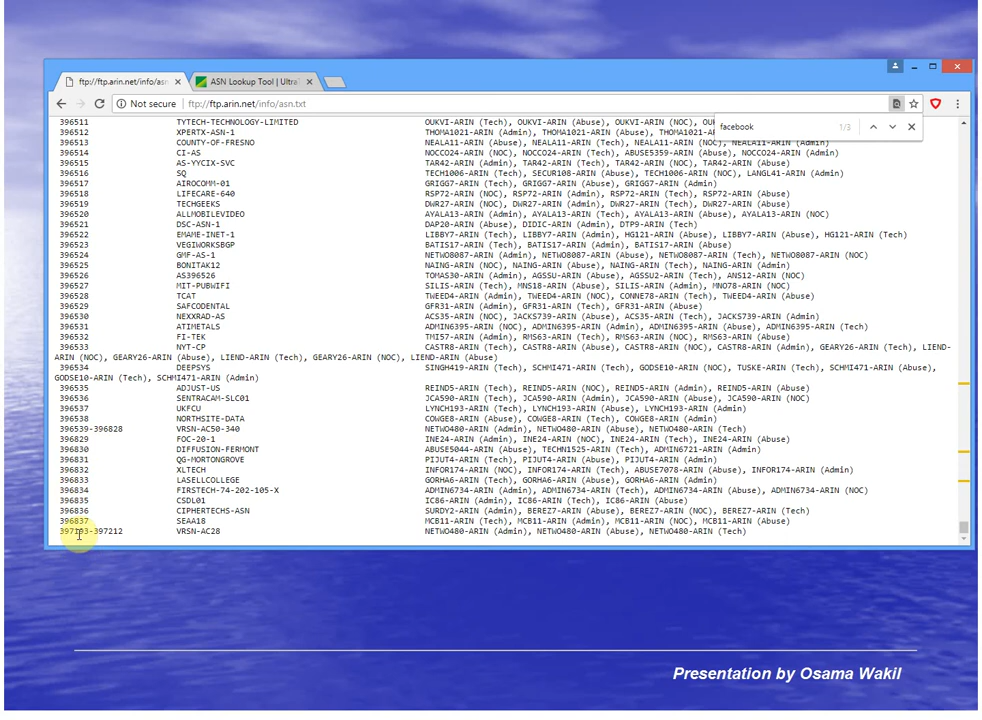 ftp://ftp.arin.net/info/asn
ASN Lookup Tool | Ultra
Not secure | ftp://ftp.arin.net/info/asn.txt
facebook 1/3
396511 TYTECH-TECHNOLOGY-LIMITED OUKVI-ARIN (Tech), OUKVI-ARIN (Abuse), OUKVI-ARIN (NOC),
396512 XPERTX-ASN-1 THOMA1021-ARIN (Admin), THOMA1021-ARIN (Abuse),
396513 COUNTY-OF-FRESNO NEALA11-ARIN (Abuse), NEALA11-ARIN (Tech), NEALA11-ARIN (NOC), NEALA11-ARIN (Admin)
396514 CI-AS NOCCO24-ARIN (NOC), NOCCO24-ARIN (Tech), ABUSE5359-ARIN (Abuse), NOCCO24-ARIN (Admin)
396515 AS-YYCIX-SVC TAR42-ARIN (Admin), TAR42-ARIN (Tech), TAR42-ARIN (NOC), TAR42-ARIN (Abuse)
396516 SQ TECH1006-ARIN (Tech), SECUR108-ARIN (Abuse), TECH1006-ARIN (NOC), LANGL41-ARIN (Admin)
396517 AIROCOMM-01 GRIGG7-ARIN (Tech), GRIGG7-ARIN (Abuse), GRIGG7-ARIN (Admin)
396518 LIFECARE-640 RSP72-ARIN (NOC), RSP72-ARIN (Admin), RSP72-ARIN (Tech), RSP72-ARIN (Abuse)
396519 TECHGEEKS DWR27-ARIN (NOC), DWR27-ARIN (Admin), DWR27-ARIN (Tech), DWR27-ARIN (Abuse)
396520 ALLMOBILEVIDEO AYALA13-ARIN (Admin), AYALA13-ARIN (Tech), AYALA13-ARIN (Abuse), AYALA13-ARIN (NOC)
396521 DSC-ASN-1 DAP20-ARIN (Abuse), DIDIC-ARIN (Admin), DTP9-ARIN (Tech)
396522 EMAME-INET-1 LIBBY7-ARIN (Tech), LIBBY7-ARIN (Admin), HG121-ARIN (Abuse), LIBBY7-ARIN (Abuse), HG121-ARIN (Tech)
396523 VEGIWORKSBGP BATIS17-ARIN (Tech), BATIS17-ARIN (Admin), BATIS17-ARIN (Abuse)
396524 GMF-AS-1 NETWO8087-ARIN (Admin), NETWO8087-ARIN (Abuse), NETWO8087-ARIN (Tech), NETWO8087-ARIN (NOC)
396525 BONITAK12 NAING-ARIN (NOC), NAING-ARIN (Abuse), NAING-ARIN (Tech), NAING-ARIN (Admin)
396526 AS396526 TOMAS30-ARIN (Admin), AGSSU-ARIN (Abuse), AGSSU2-ARIN (Tech), ANS12-ARIN (NOC)
396527 MIT-PUBWIFI SILIS-ARIN (Tech), MNS18-ARIN (Abuse), SILIS-ARIN (Admin), MNO78-ARIN (NOC)
396528 TCAT TWEED4-ARIN (Admin), TWEED4-ARIN (NOC), CONNE78-ARIN (Tech), TWEED4-ARIN (Abuse)
396529 SAFCODENTAL GFR31-ARIN (Admin), GFR31-ARIN (Tech), GFR31-ARIN (Admin), GFR31-ARIN (Abuse)
396530 NEXXRAD-AS ACS35-ARIN (NOC), JACKS739-ARIN (Abuse), ACS35-ARIN (Tech), JACKS739-ARIN (Admin)
396531 ATIMETALS ADMIN6395-ARIN (NOC), ADMIN6395-ARIN (Admin), ADMIN6395-ARIN (Abuse), ADMIN6395-ARIN (Tech)
396532 FI-TEK TMI57-ARIN (Admin), RMS63-ARIN (Tech), RMS63-ARIN (NOC), RMS63-ARIN (Abuse)
396533 NYT-CP CASTR8-ARIN (Tech), CASTR8-ARIN (Abuse), CASTR8-ARIN (NOC), CASTR8-ARIN (Admin), GEARY26-ARIN (Tech), LIEND-
ARIN (NOC), GEARY26-ARIN (Abuse), LIEND-ARIN (Tech), GEARY26-ARIN (NOC), LIEND-ARIN (Abuse)
396534 DEEPSYS SINGH419-ARIN (Tech), SCHMI471-ARIN (Tech), GODSE10-ARIN (NOC), TUSKE-ARIN (Tech), SCHMI471-ARIN (Abuse),
GODSE10-ARIN (Tech), SCHMI471-ARIN (Admin)
396535 ADJUST-US REIND5-ARIN (Tech), REIND5-ARIN (NOC), REIND5-ARIN (Admin), REIND5-ARIN (Abuse)
396536 SENTRACAM-SLC01 JCA590-ARIN (Tech), JCA590-ARIN (Admin), JCA590-ARIN (Abuse), JCA590-ARIN (NOC)
396537 UKFCU LYNCH193-ARIN (Tech), LYNCH193-ARIN (Abuse), LYNCH193-ARIN (Admin)
396538 NORTHSITE-DATA COWGE8-ARIN (Abuse), COWGE8-ARIN (Tech), COWGE8-ARIN (Admin)
396539-396828 VRSN-AC50-340 NETWO480-ARIN (Admin), NETWO480-ARIN (Abuse), NETWO480-ARIN (Tech)
396829 FOC-20-1 INE24-ARIN (Admin), INE24-ARIN (NOC), INE24-ARIN (Tech), INE24-ARIN (Abuse)
396830 DIFFUSION-FERMONT ABUSE5044-ARIN (Abuse), TECHN1525-ARIN (Tech), ADMIN6721-ARIN (Admin)
396831 QG-MORTONGROVE PIJUT4-ARIN (Tech), PIJUT4-ARIN (Abuse), PIJUT4-ARIN (Admin)
396832 XLTECH INFOR174-ARIN (NOC), INFOR174-ARIN (Tech), ABUSE7078-ARIN (Abuse), INFOR174-ARIN (Admin)
396833 LASELLCOLLEGE GORHA6-ARIN (Tech), GORHA6-ARIN (Abuse), GORHA6-ARIN (Admin)
396834 FIRSTECH-74-202-105-X ADMIN6734-ARIN (Admin), ADMIN6734-ARIN (Tech), ADMIN6734-ARIN (Abuse), ADMIN6734-ARIN (NOC)
396835 CSDL01 IC86-ARIN (Admin), IC86-ARIN (Tech), IC86-ARIN (Abuse)
396836 CIPHERTECHS-ASN SURDY2-ARIN (Admin), BEREZ7-ARIN (Abuse), BEREZ7-ARIN (NOC), BEREZ7-ARIN (Tech)
396837 SEAA18 MCB11-ARIN (Tech), MCB11-ARIN (Admin), MCB11-ARIN (NOC), MCB11-ARIN (Abuse)
397193-397212 VRSN-AC28 NETWO480-ARIN (Admin), NETWO480-ARIN (Abuse), NETWO480-ARIN (Tech)
Presentation by Osama Wakil